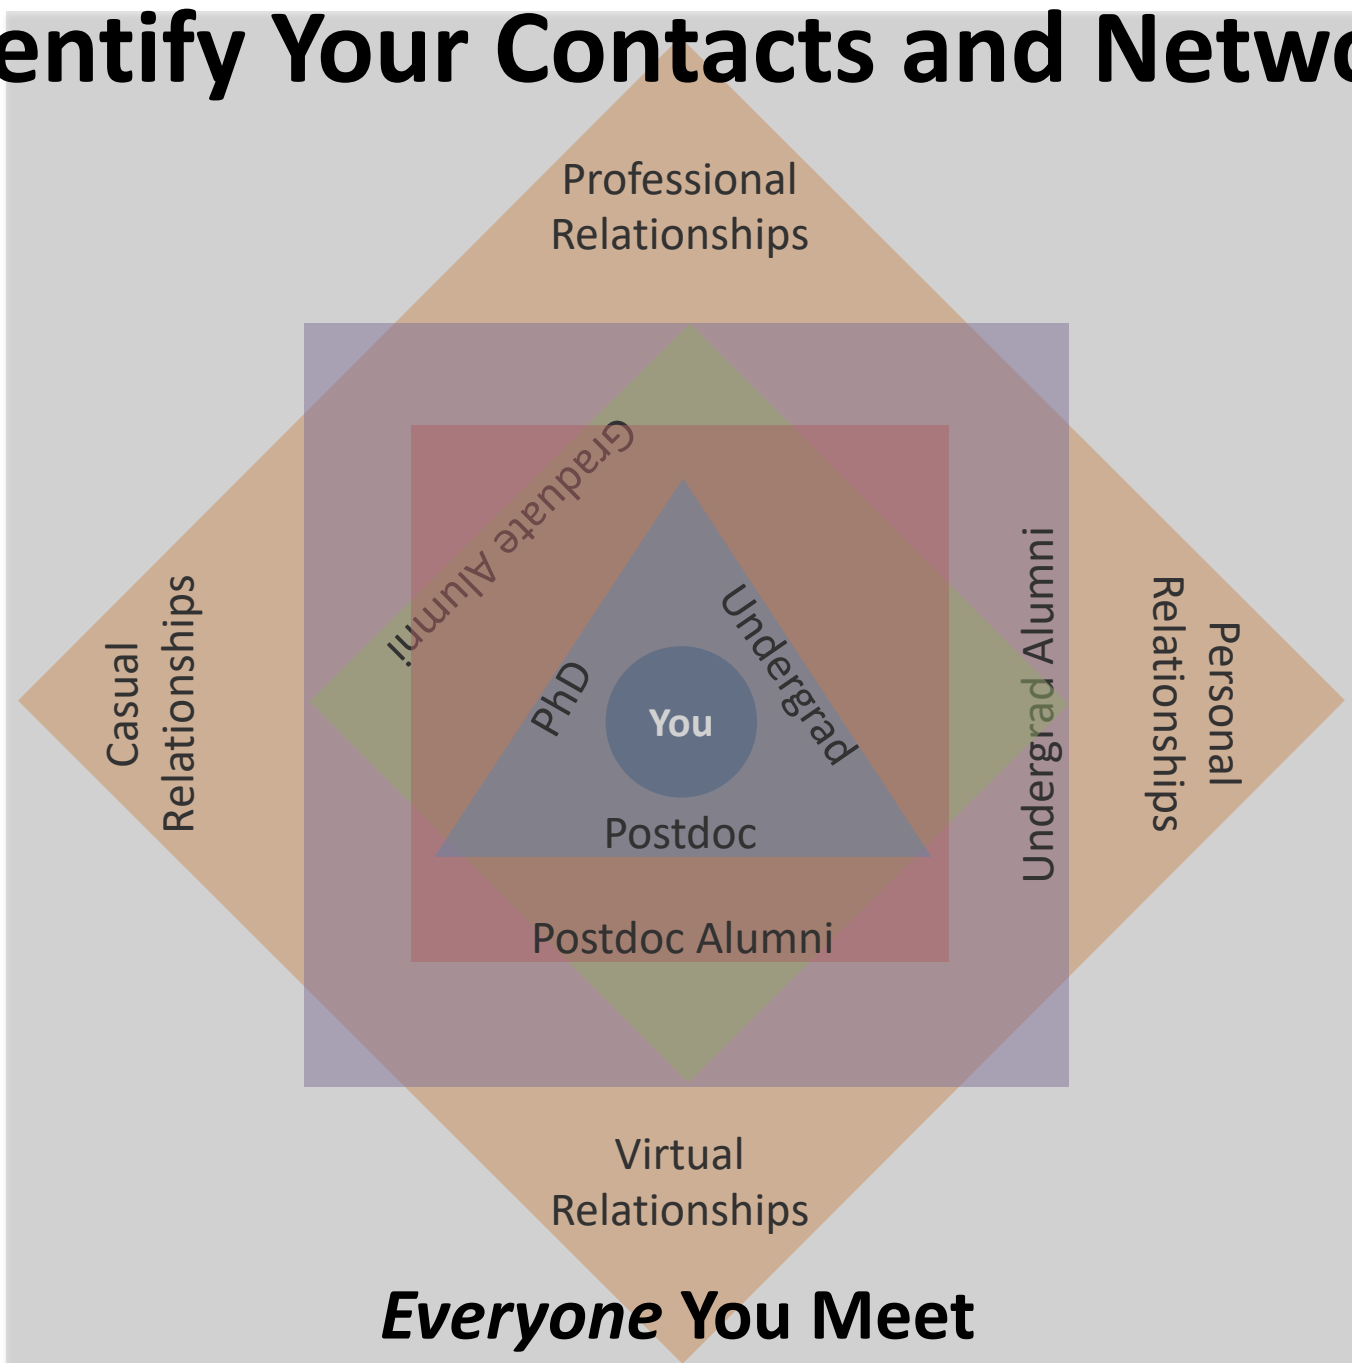 entify Your Contacts and Netwo
Professional
Relationships
Graduate Alumni
Casual
Relationships
PhD
You
Undergrad
Postdoc
Undergrad Alumni
Personal
Relationships
Postdoc Alumni
Virtual
Relationships
Everyone You Meet